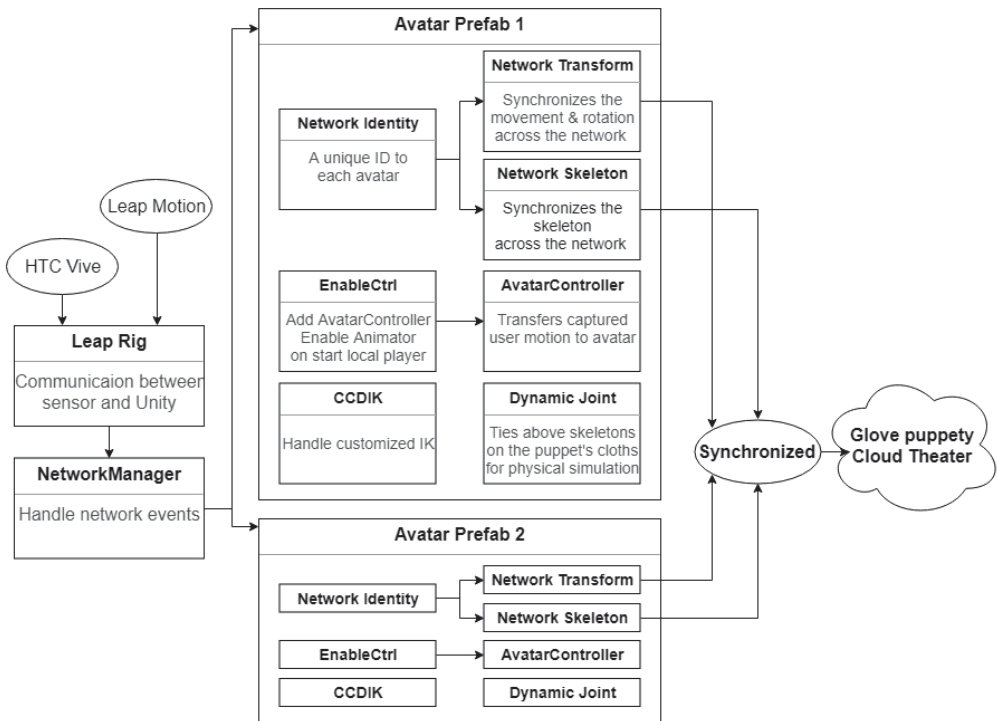 Avatar Prefab 1
Network Transform
Synchronizes the
movement & rotation
across the network
Network Identity
A unique ID to
each avatar
Network Skeleton
Synchronizes the
skeleton
across the network
Leap Motion
HTC Vive
EnableCtrl
Add AvatarController
Enable Animator
on start local player
AvatarController
Transfers captured
user motion to avatar
Leap Rig
Communicaion between
sensor and Unity
CCDIK
Handle customized IK
Dynamic Joint
Ties above skeletons
on the puppet's cloths
for physical simulation
Synchronized
Glove puppety
Cloud Theater
NetworkManager
Handle network events
Avatar Prefab 2
Network Identity
Network Transform
Network Skeleton
EnableCtrl
AvatarController
CCDIK
Dynamic Joint